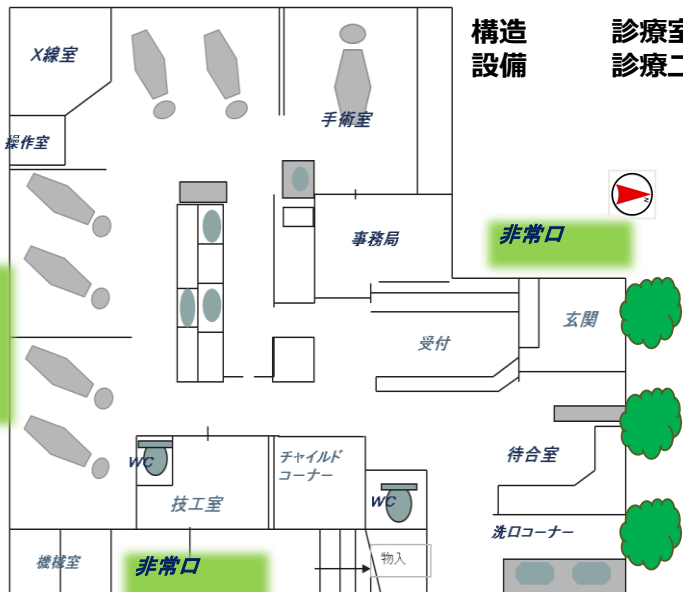 構造 診療室
設備 診療
X線室
操作室
手術室
事務局
非常口
N
受付
玄関
待合室
WC
チャイルド
コーナー
技工室
WC
洗口コーナー
機械室
非常口
物入